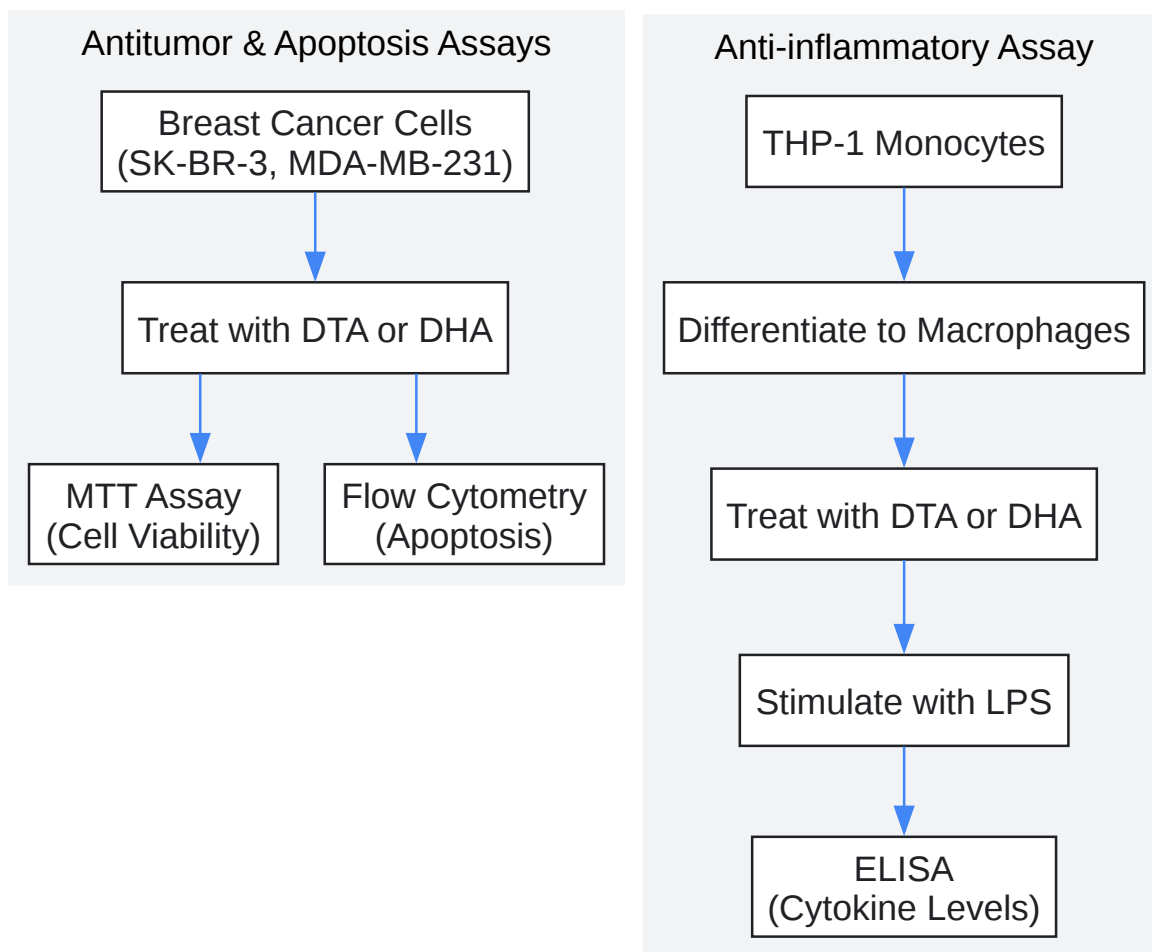 Antitumor & Apoptosis Assays
Breast Cancer Cells
(SK-BR-3, MDA-MB-231)
Treat with DTA or DHA
MTT Assay
(Cell Viability)
Flow Cytometry
(Apoptosis)
Anti-inflammatory Assay
THP-1 Monocytes
Differentiate to Macrophages
Treat with DTA or DHA
Stimulate with LPS
ELISA
(Cytokine Levels)